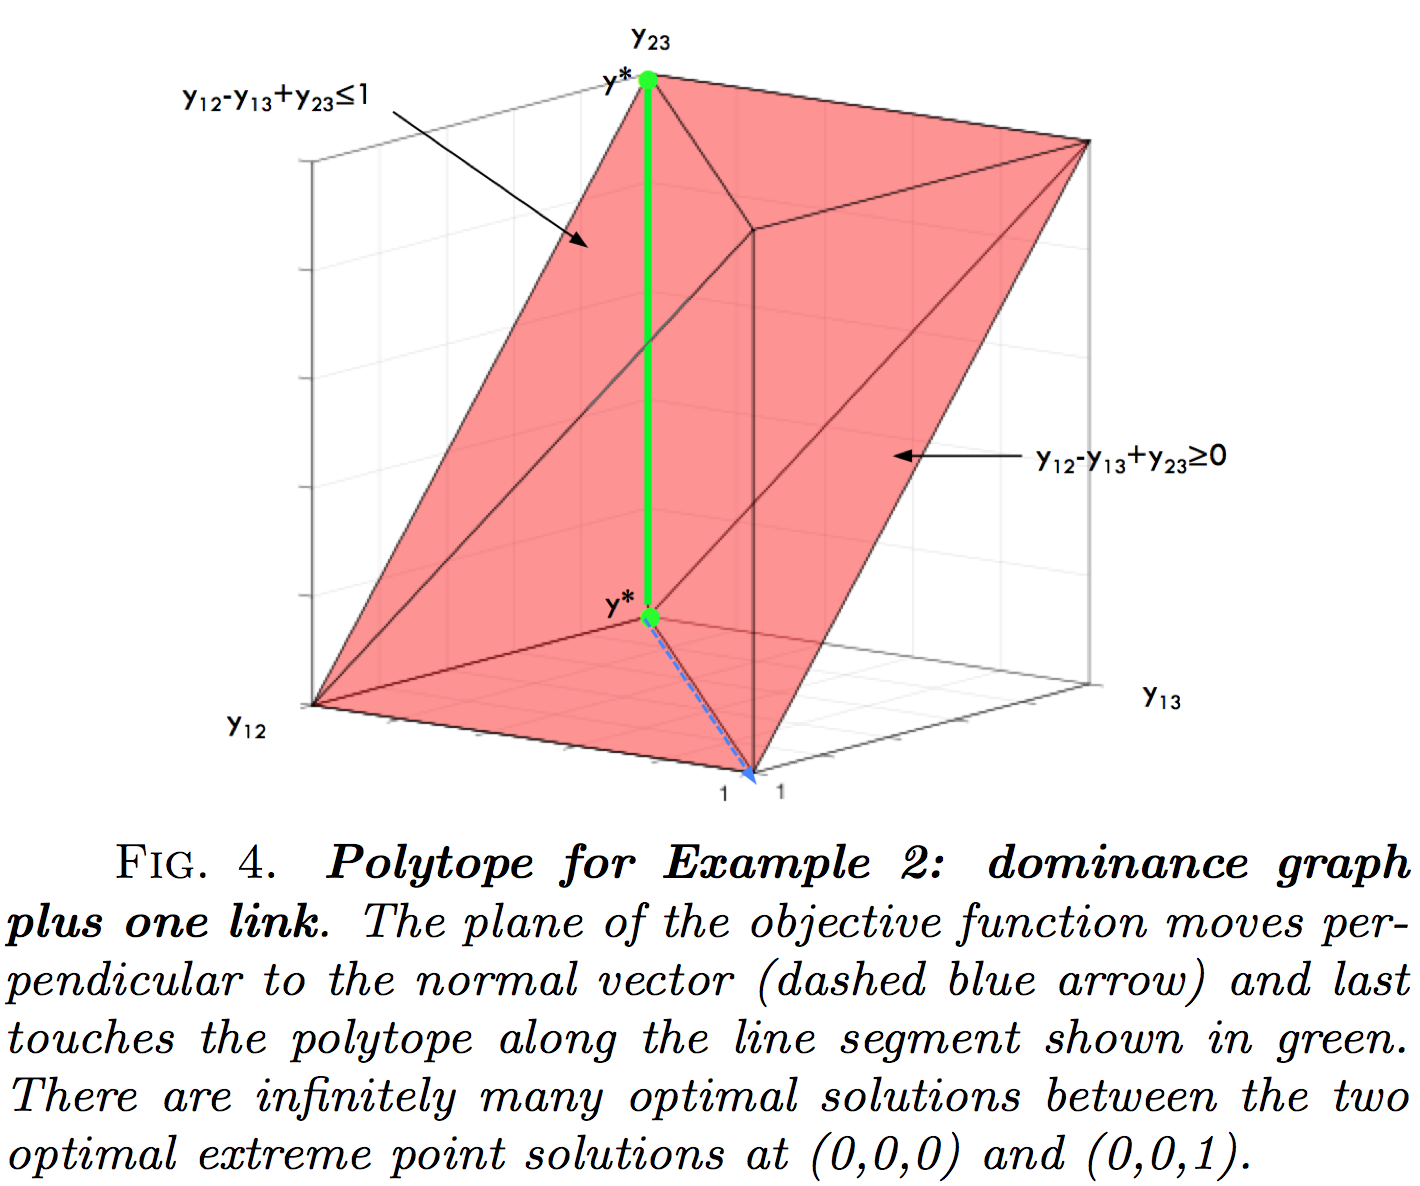 y23
y*
y12-y13+y23≤1
y12-y13+y23≥0
y*
y13
y12
1 1
FIG. 4. Polytope for Example 2: dominance graph
plus one link. The plane of the objective function moves per-
pendicular to the normal vector (dashed blue arrow) and last
touches the polytope along the line segment shown in green.
There are infinitely many optimal solutions between the two
optimal extreme point solutions at (0,0,0) and (0,0,1).